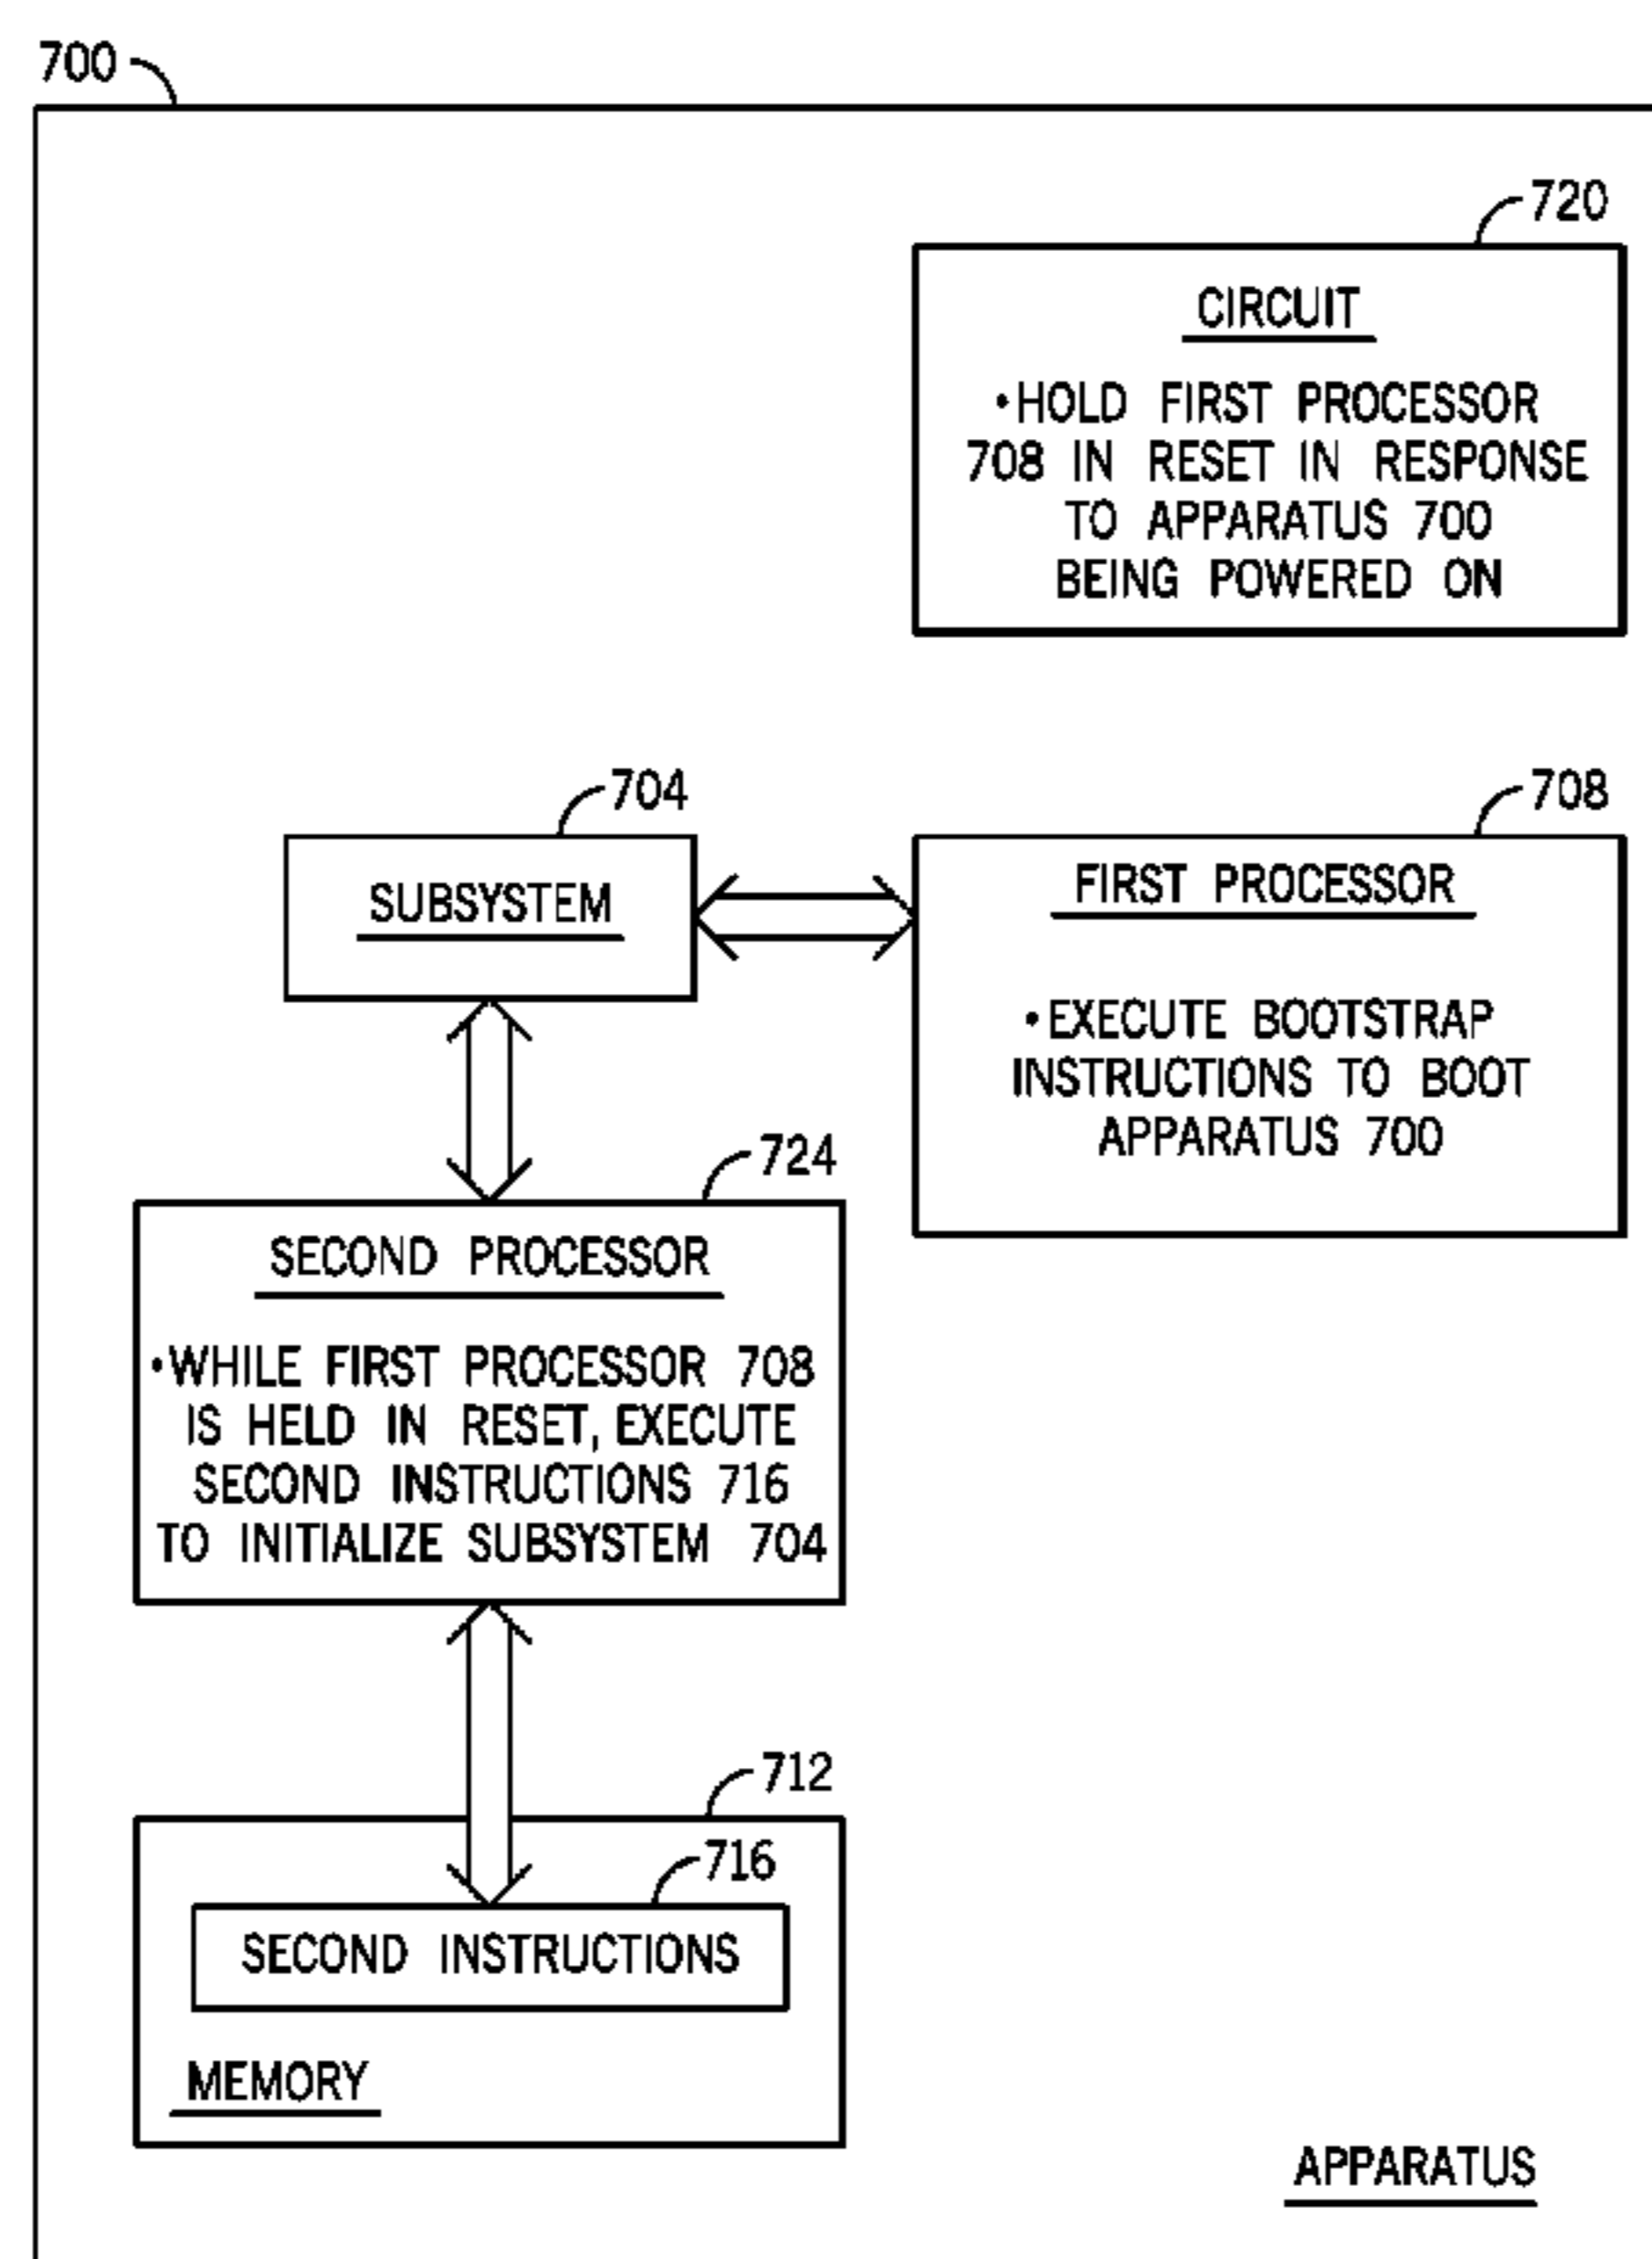 700
720
CIRCUIT
•HOLD FIRST PROCESSOR
708 IN RESET IN RESPONSE
TO APPARATUS 700
BEING POWERED ON
704
SUBSYSTEM
708
FIRST PROCESSOR
•EXECUTE BOOTSTRAP
INSTRUCTIONS TO BOOT
APPARATUS 700
724
SECOND PROCESSOR
•WHILE FIRST PROCESSOR 708
IS HELD IN RESET, EXECUTE
SECOND INSTRUCTIONS 716
TO INITIALIZE SUBSYSTEM 704
712
716
SECOND INSTRUCTIONS
MEMORY
APPARATUS